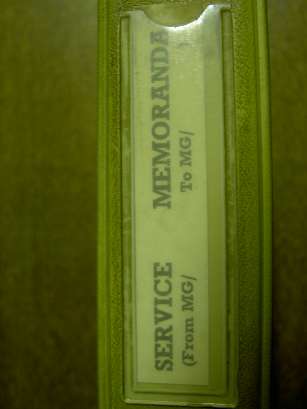 SERVICE MEMORANDA
(From MG/ To MG/